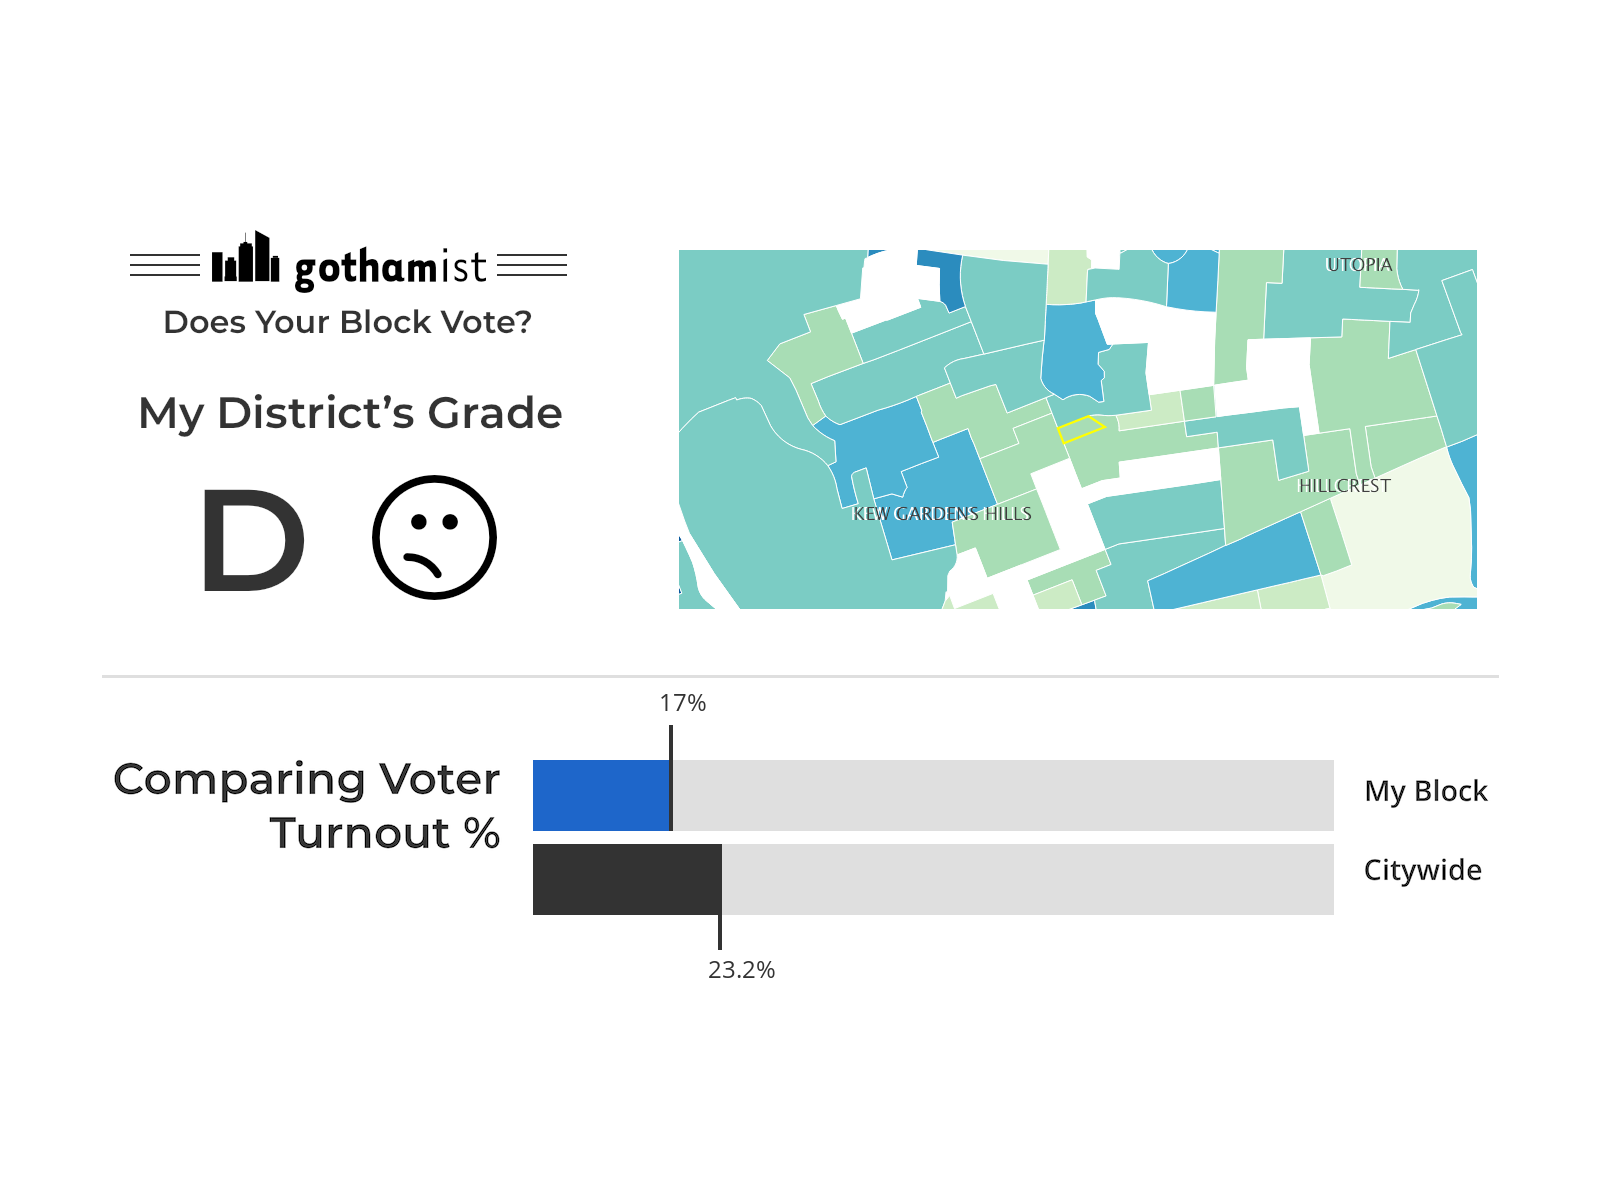 gothamist
Does Your Block Vote?
My District’s Grade
D
UTOPIA
HILLCREST
KEW GARDENS HILLS
17%
Comparing Voter
Turnout %
My Block
Citywide
23.2%